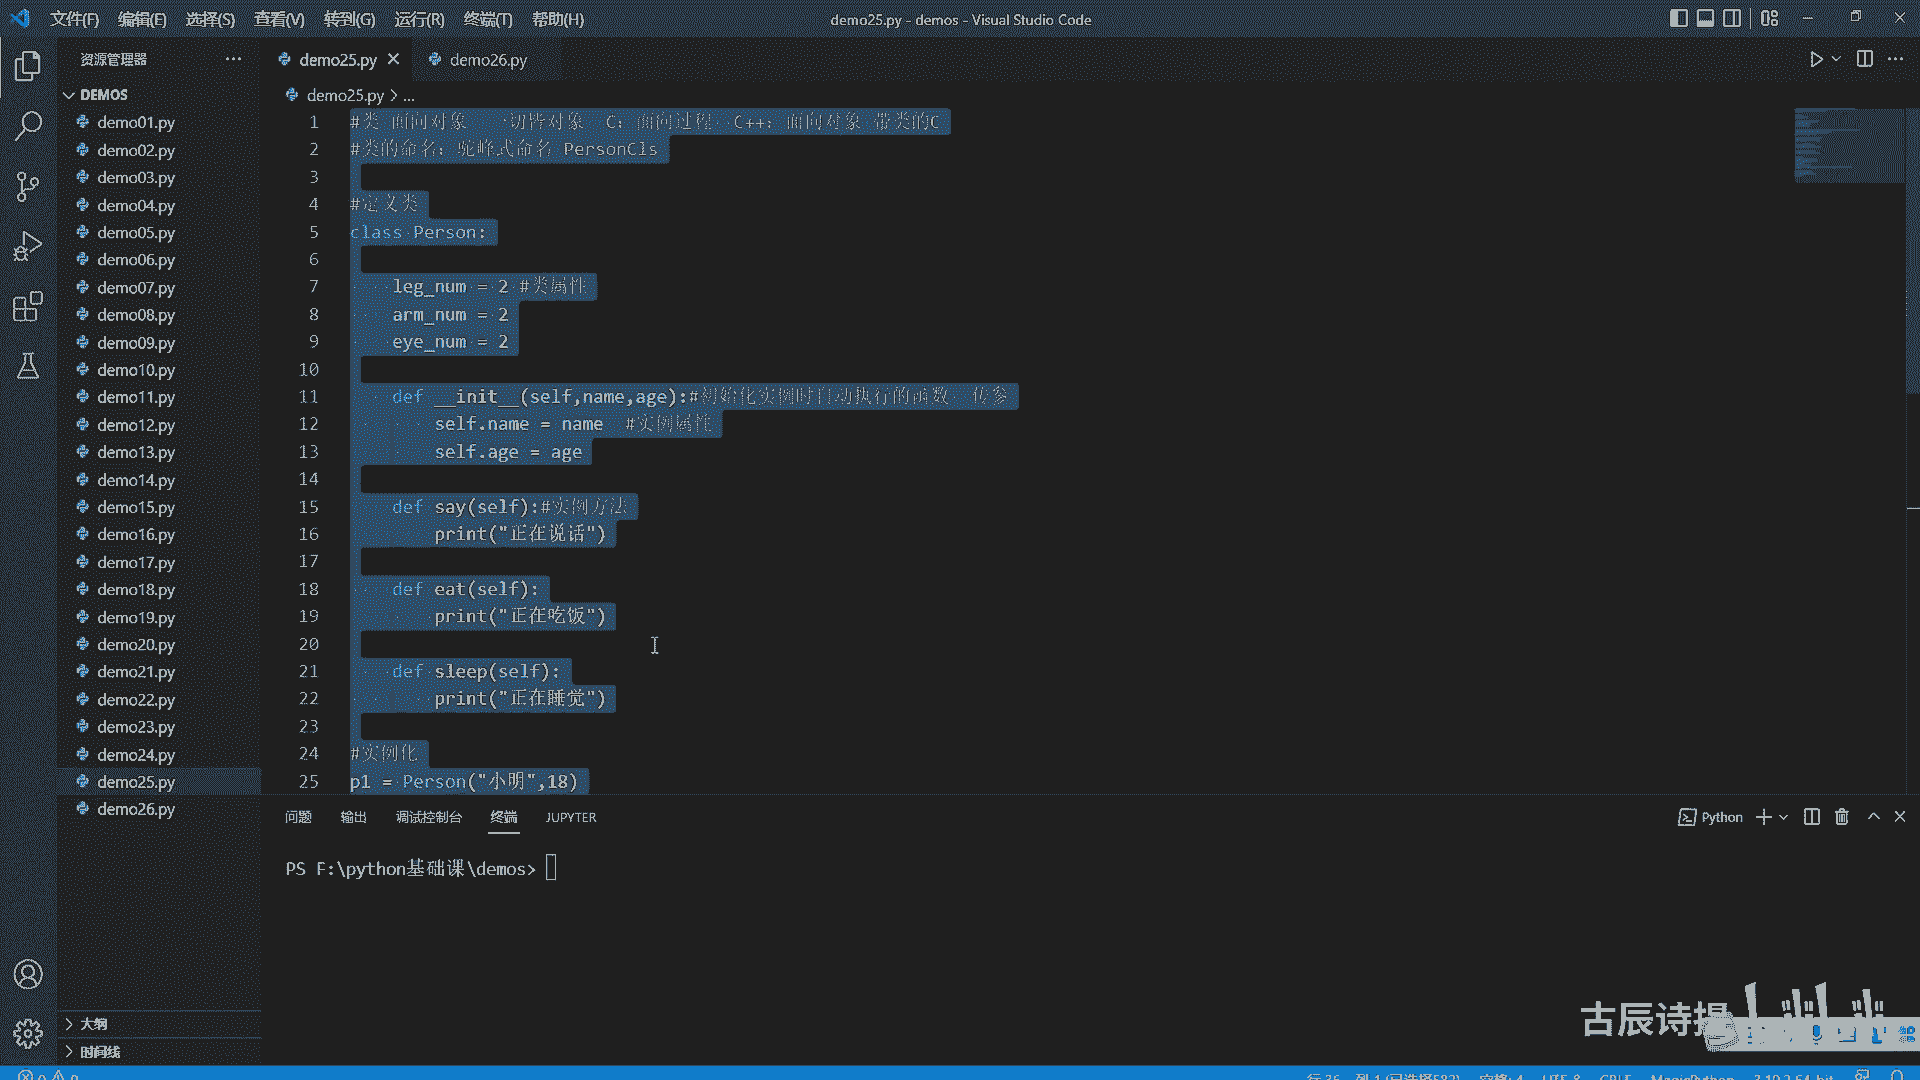 文件(F) 编辑(E) 选择(S) 查看(V) 转到(G) 运行(R) 终端(T) 帮助(H)
demo25.py - demos - Visual Studio Code
资源管理器
demo25.py
demo26.py
DEMOS
demo25.py > ...
demo01.py
demo02.py
demo03.py
demo04.py
demo05.py
demo06.py
demo07.py
demo08.py
demo09.py
demo10.py
demo11.py
demo12.py
demo13.py
demo14.py
demo15.py
demo16.py
demo17.py
demo18.py
demo19.py
demo20.py
demo21.py
demo22.py
demo23.py
demo24.py
demo25.py
demo26.py
大纲
时间线
1 #类 面向对象 一切皆对象 C：面向过程 C++：面向对象 带类的C
2 #类的命名：驼峰式命名 PersonCls
3
4 #定义类
5 class Person:
6
7 leg_num = 2 #类属性
8 arm_num = 2
9 eye_num = 2
10
11 def __init__(self,name,age):#初始化实例时自动执行的函数 传参
12 self.name = name #实例属性
13 self.age = age
14
15 def say(self):#实例方法
16 print("正在说话")
17
18 def eat(self):
19 print("正在吃饭")
20
21 def sleep(self):
22 print("正在睡觉")
23
24 #实例化
25 p1 = Person("小明",18)
问题 输出 调试控制台 终端 JUPYTER
Python
PS F:\python基础课\demos>
古辰诗提